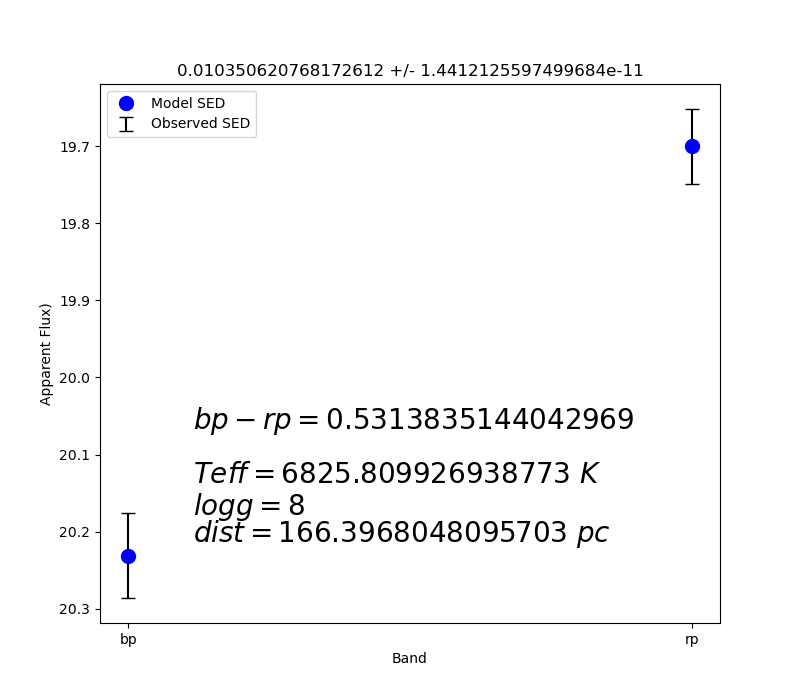 0.010350620768172612 +/- 1.4412125597499684e-11
Model SED
Observed SED
19.7
19.8
19.9
20.0
20.1
20.2
20.3
Apparent Flux)
bp − rp = 0.5313835144042969
Teff = 6825.809926938773 K
logg = 8
dist = 166.3968048095703 pc
bp
rp
Band